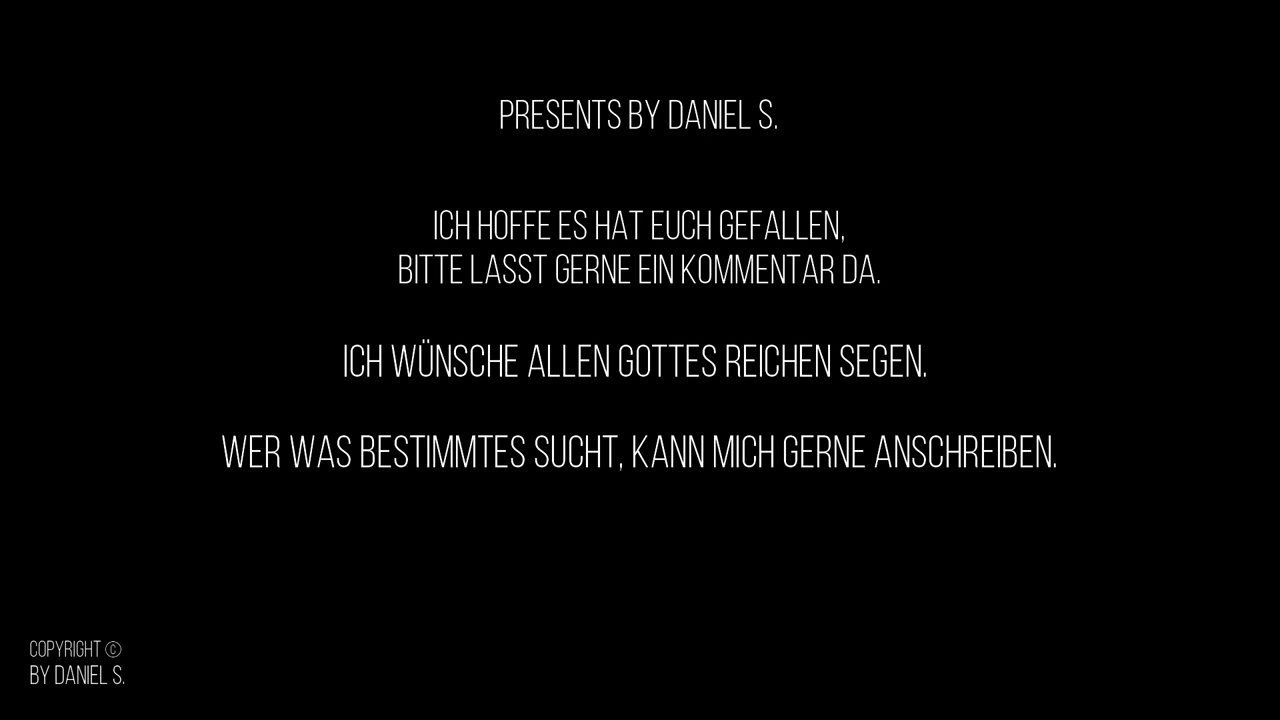 PRESENTS BY DANIEL S.
ICH HOFFE ES HAT EUCH GEFALLEN,
BITTE LASST GERNE EIN KOMMENTAR DA.
ICH WÜNSCHE ALLEN GOTTES REICHEN SEGEN.
WER WAS BESTIMMTES SUCHT, KANN MICH GERNE ANSCHREIBEN.
COPYRIGHT ©
BY DANIEL S.